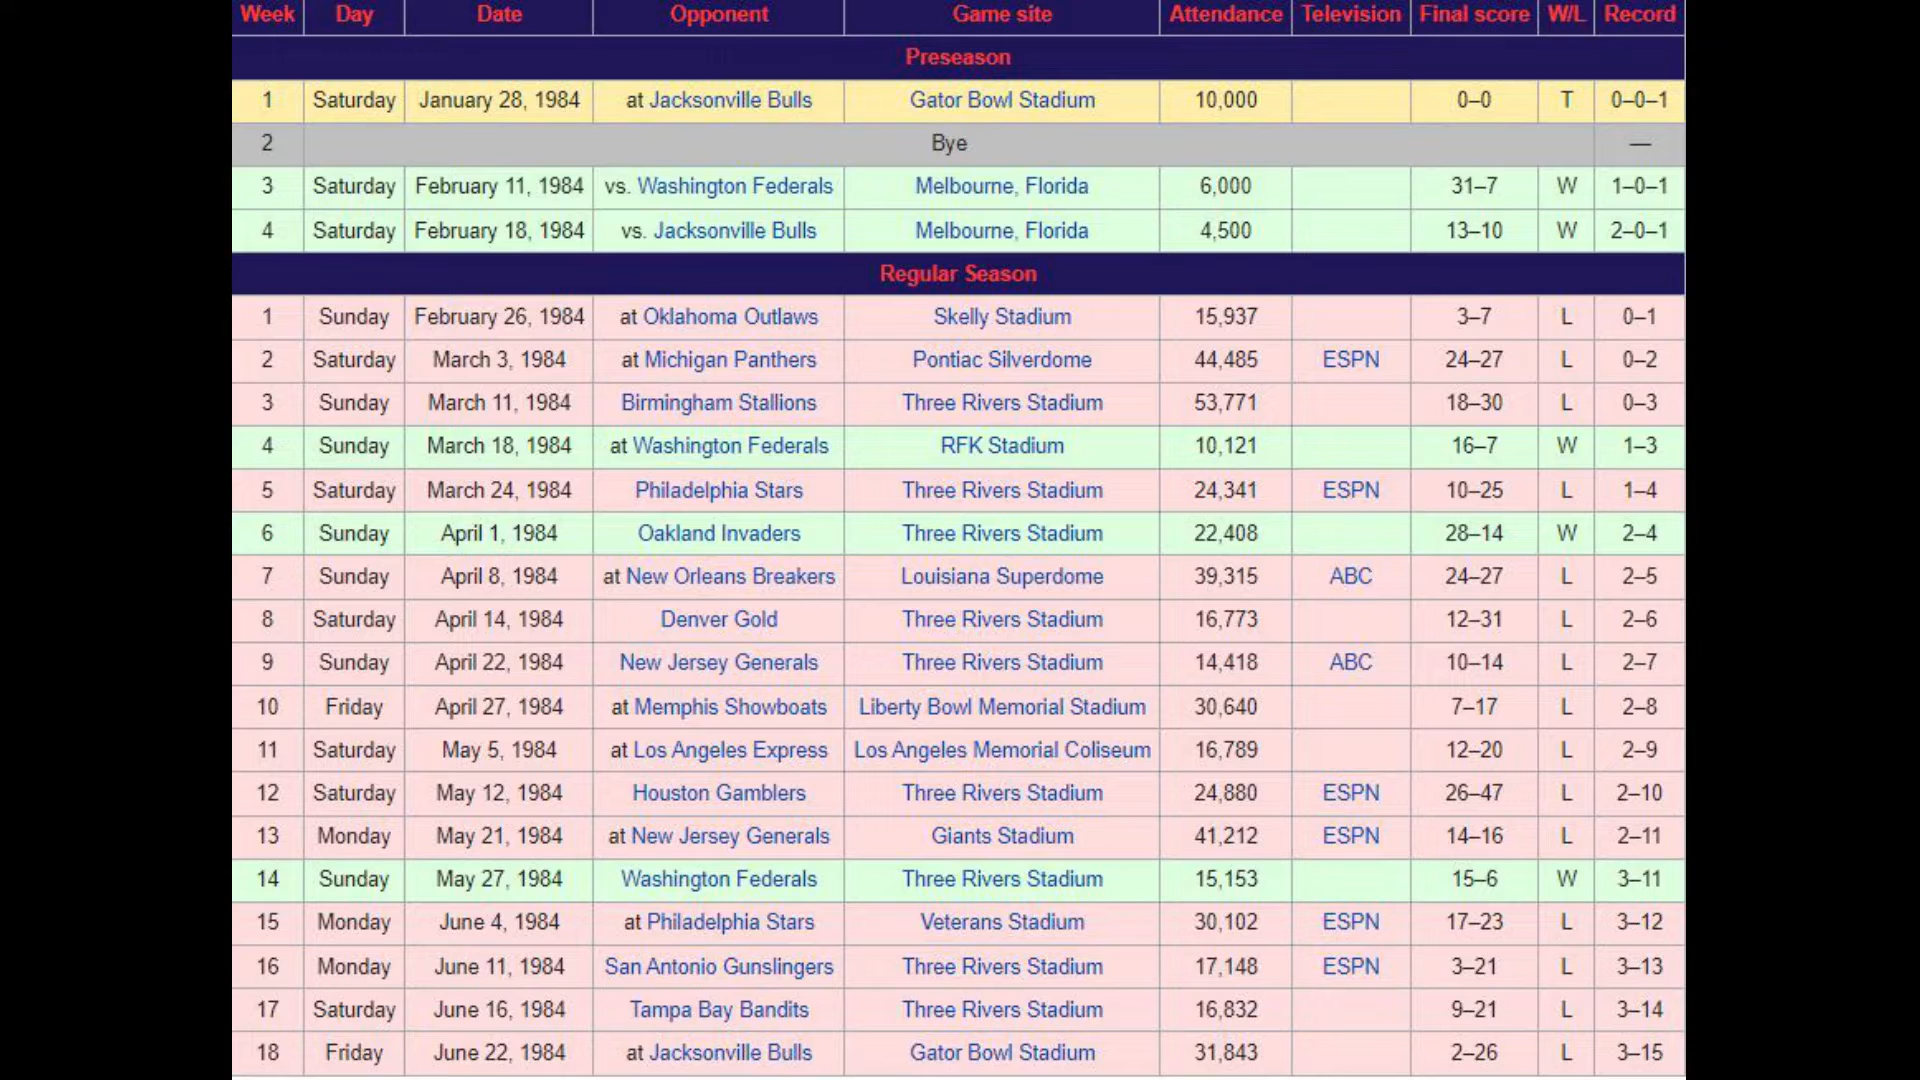 Week Day Date Opponent Game site Attendance Television Final score W/L Record
Preseason
1 Saturday January 28, 1984 at Jacksonville Bulls Gator Bowl Stadium 10,000 0–0 T 0–0–1
2 Bye —
3 Saturday February 11, 1984 vs. Washington Federals Melbourne, Florida 6,000 31–7 W 1–0–1
4 Saturday February 18, 1984 vs. Jacksonville Bulls Melbourne, Florida 4,500 13–10 W 2–0–1
Regular Season
1 Sunday February 26, 1984 at Oklahoma Outlaws Skelly Stadium 15,937 3–7 L 0–1
2 Saturday March 3, 1984 at Michigan Panthers Pontiac Silverdome 44,485 ESPN 24–27 L 0–2
3 Sunday March 11, 1984 Birmingham Stallions Three Rivers Stadium 53,771 18–30 L 0–3
4 Sunday March 18, 1984 at Washington Federals RFK Stadium 10,121 16–7 W 1–3
5 Saturday March 24, 1984 Philadelphia Stars Three Rivers Stadium 24,341 ESPN 10–25 L 1–4
6 Sunday April 1, 1984 Oakland Invaders Three Rivers Stadium 22,408 28–14 W 2–4
7 Sunday April 8, 1984 at New Orleans Breakers Louisiana Superdome 39,315 ABC 24–27 L 2–5
8 Saturday April 14, 1984 Denver Gold Three Rivers Stadium 16,773 12–31 L 2–6
9 Sunday April 22, 1984 New Jersey Generals Three Rivers Stadium 14,418 ABC 10–14 L 2–7
10 Friday April 27, 1984 at Memphis Showboats Liberty Bowl Memorial Stadium 30,640 7–17 L 2–8
11 Saturday May 5, 1984 at Los Angeles Express Los Angeles Memorial Coliseum 16,789 12–20 L 2–9
12 Saturday May 12, 1984 Houston Gamblers Three Rivers Stadium 24,880 ESPN 26–47 L 2–10
13 Monday May 21, 1984 at New Jersey Generals Giants Stadium 41,212 ESPN 14–16 L 2–11
14 Sunday May 27, 1984 Washington Federals Three Rivers Stadium 15,153 15–6 W 3–11
15 Monday June 4, 1984 at Philadelphia Stars Veterans Stadium 30,102 ESPN 17–23 L 3–12
16 Monday June 11, 1984 San Antonio Gunslingers Three Rivers Stadium 17,148 ESPN 3–21 L 3–13
17 Saturday June 16, 1984 Tampa Bay Bandits Three Rivers Stadium 16,832 9–21 L 3–14
18 Friday June 22, 1984 at Jacksonville Bulls Gator Bowl Stadium 31,843 2–26 L 3–15